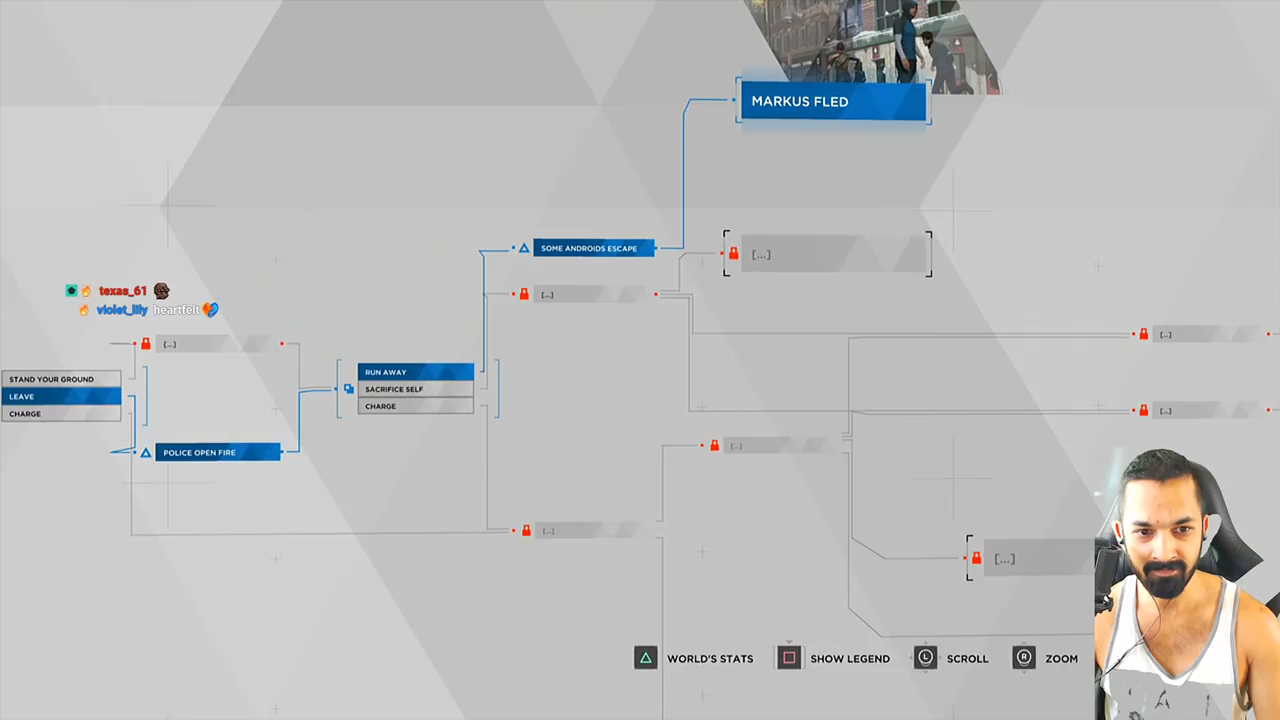 MARKUS FLED
SOME ANDROIDS ESCAPE
[...]
texas_61
[...]
violet_lily heartfelt
[...]
[...]
RUN AWAY
STAND YOUR GROUND
SACRIFICE SELF
LEAVE
CHARGE
[...]
CHARGE
[...]
POLICE OPEN FIRE
[...]
[...]
WORLD'S STATS
SHOW LEGEND
L
SCROLL
R
ZOOM